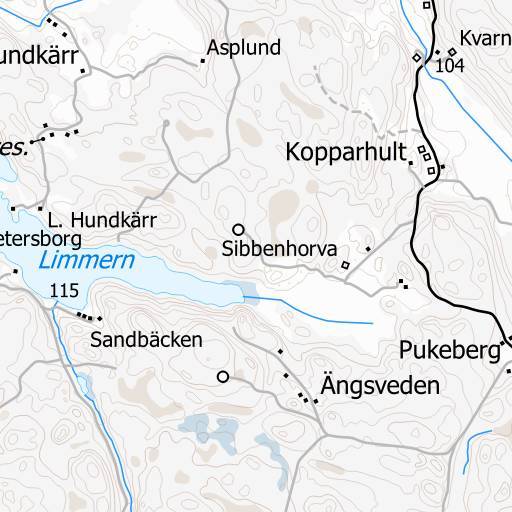 Asplund
Kvarn
undkärr
104
es.
Kopparhult
L. Hundkärr
etersborg
Sibbenhorva
Limmern
115
Sandbäcken
Pukeberg
Ängsveden